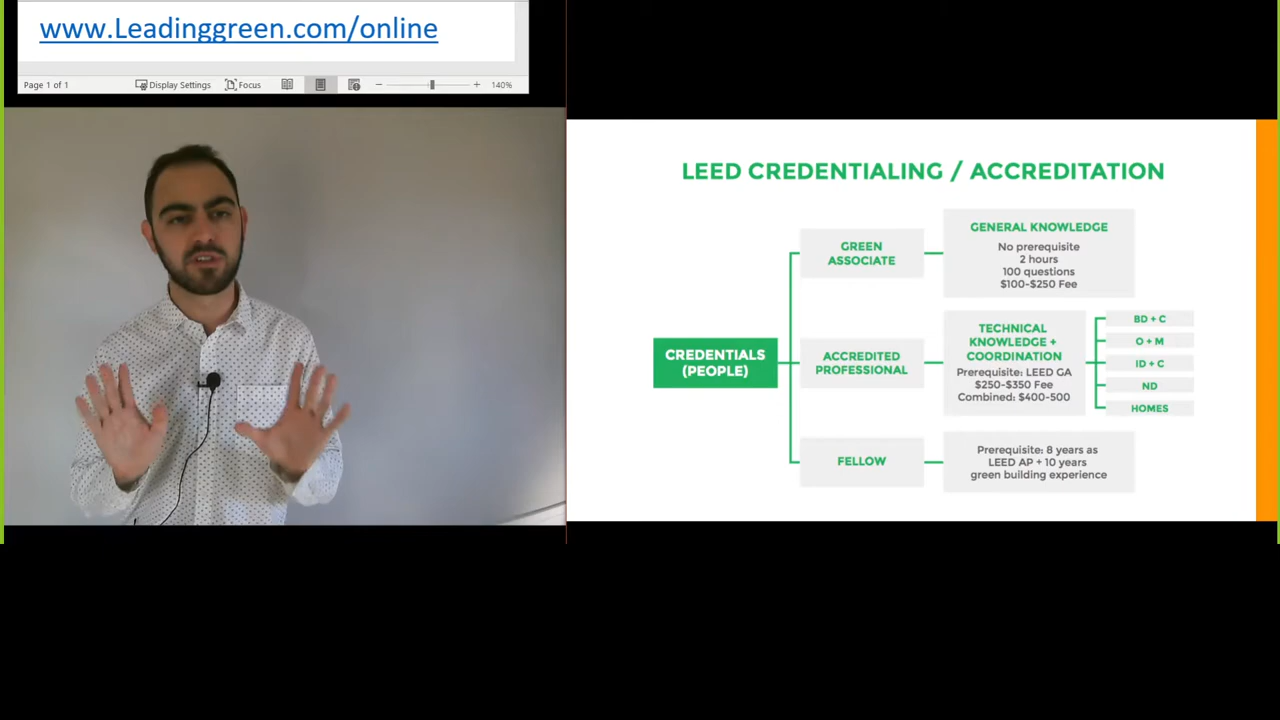 www.Leadinggreen.com/online
Page 1 of 1
Display Settings
Focus
140%
LEED CREDENTIALING / ACCREDITATION
CREDENTIALS
(PEOPLE)
GREEN
ASSOCIATE
GENERAL KNOWLEDGE
No prerequisite
2 hours
100 questions
$100-$250 Fee
ACCREDITED
PROFESSIONAL
TECHNICAL
KNOWLEDGE +
COORDINATION
Prerequisite: LEED GA
$250-$350 Fee
Combined: $400-500
BD + C
O + M
ID + C
ND
HOMES
FELLOW
Prerequisite: 8 years as
LEED AP + 10 years
green building experience